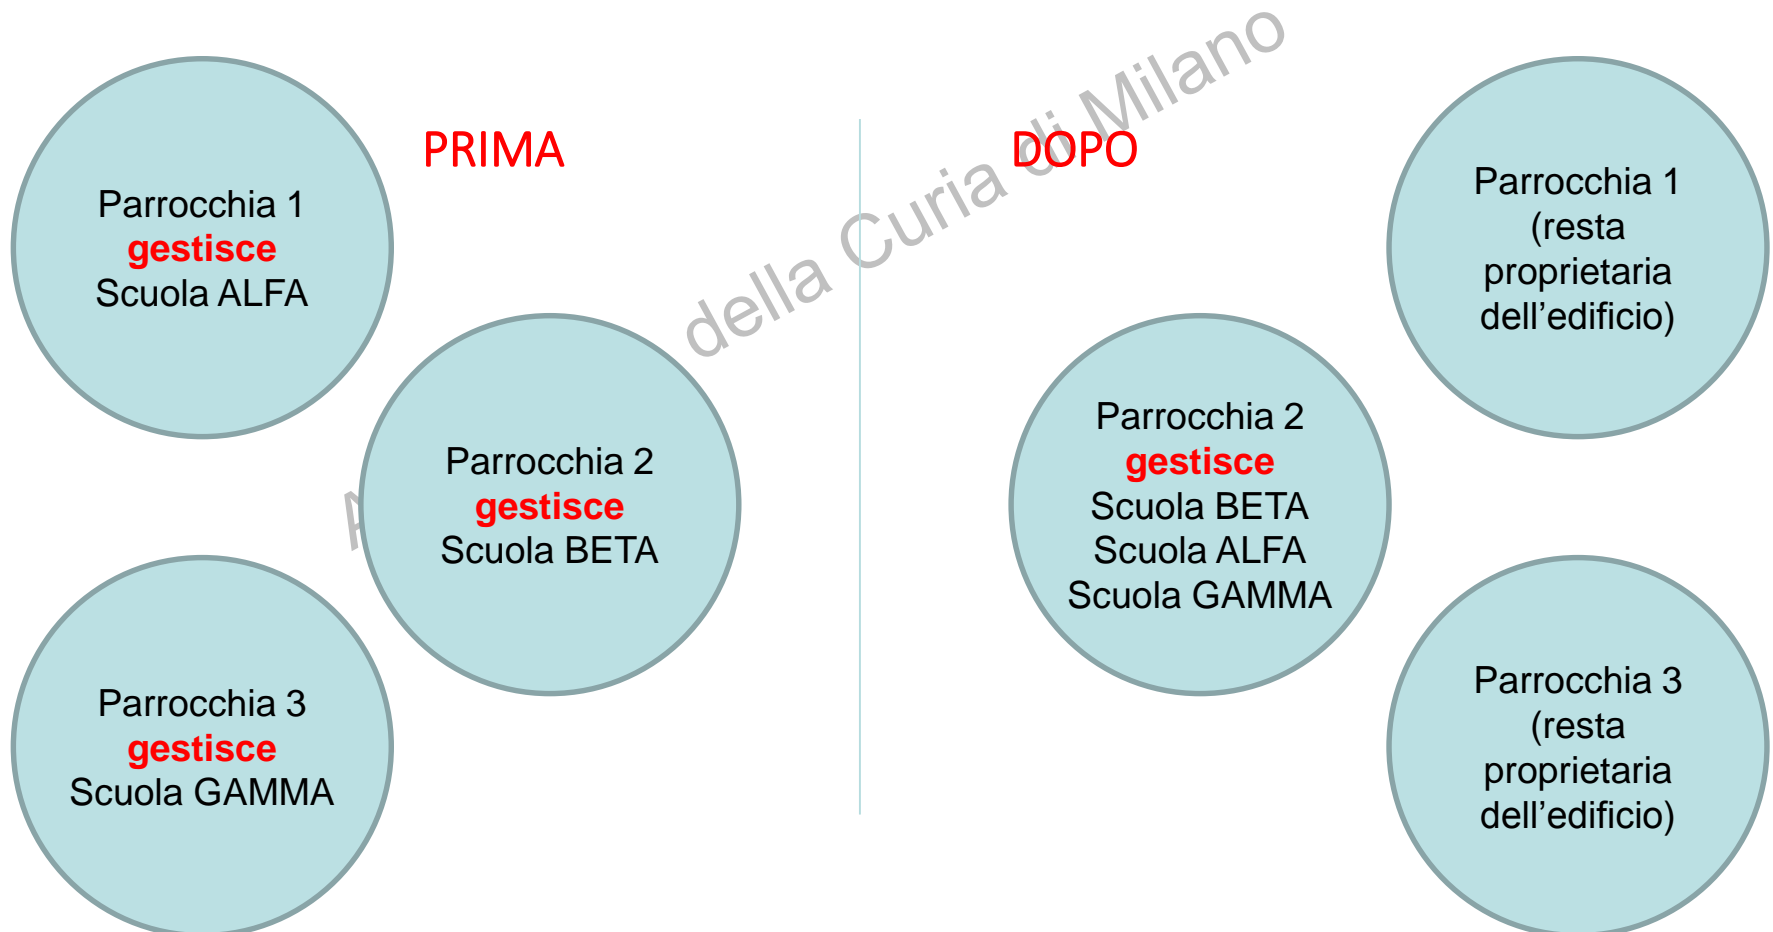 PRIMA
Parrocchia 1
gestisce
Scuola ALFA
Parrocchia 2
gestisce
Scuola BETA
Parrocchia 3
gestisce
Scuola GAMMA
DOPO
Parrocchia 1
(resta
proprietaria
dell’edificio)
Parrocchia 2
gestisce
Scuola BETA
Scuola ALFA
Scuola GAMMA
Parrocchia 3
(resta
proprietaria
dell’edificio)
della Curia di Milano